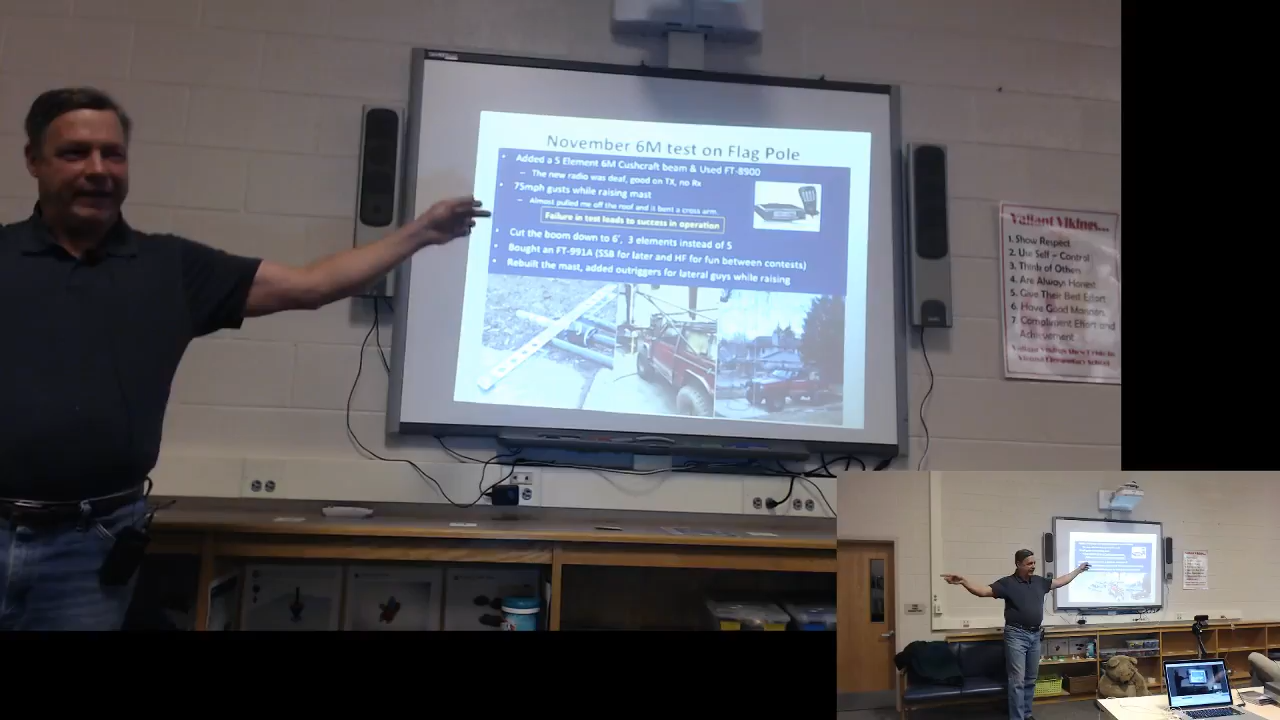 November 6M test on Flag Pole
• Added a 5 Element 6M Cushcraft beam & Used FT-8900
– The new radio was deaf, good on TX, no Rx
• 75mph gusts while raising mast
– Almost pulled me off the roof and it bent a cross arm.
Failure in test leads to success in operation
• Cut the boom down to 6', 3 elements instead of 5
• Bought an FT-991A (SSB for later and HF for fun between contests)
• Rebuilt the mast, added outriggers for lateral guys while raising
Valiant Vikings...
1. Show Respect
2. Use Self - Control
3. Think of Others
4. Are Always Honest
5. Give Their Best Effort
6. Have Good Manners
7. Compliment Effort and
Achievement